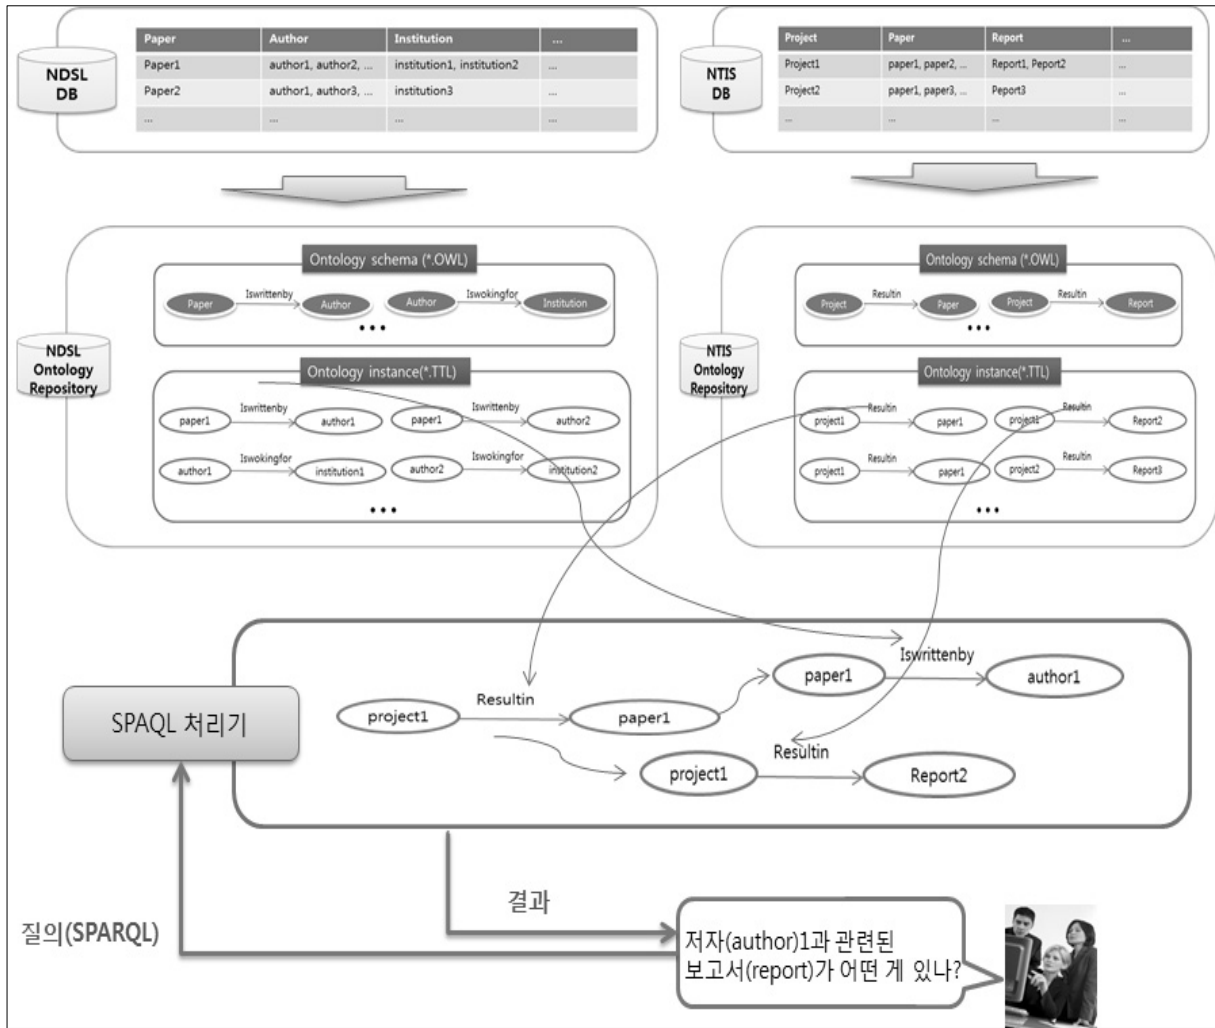 NDSL
DB
Paper Author Institution ...
Paper1 author1, author2, ... institution1, institution2 ...
Paper2 author1, author3, ... institution3 ...
... ... ... ...
NTIS
DB
Project Paper Report ...
Project1 paper1, paper2, ... Report1, Peport2 ...
Project2 paper1, paper3, ... Peport3 ...
... ... ... ...
NDSL
Ontology
Repository
Ontology schema (*.OWL)
Paper Iswrittenby Author Author Iswokingfor Institution
•••
Ontology instance(*.TTL)
paper1 Iswrittenby author1 paper1 Iswrittenby author2
author1 Iswokingfor institution1 author2 Iswokingfor institution2
•••
NTIS
Ontology
Repository
Ontology schema (*.OWL)
Project Resultin Paper Project Resultin Report
•••
Ontology instance(*.TTL)
project1 Resultin paper1 project1 Resultin Report2
project1 Resultin paper1 project2 Resultin Report3
•••
SPAQL 처리기
project1 Resultin paper1
paper1 Iswrittenby author1
project1 Resultin Report2
질의(SPARQL)
결과
저자(author)1과 관련된
보고서(report)가 어떤 게 있나?